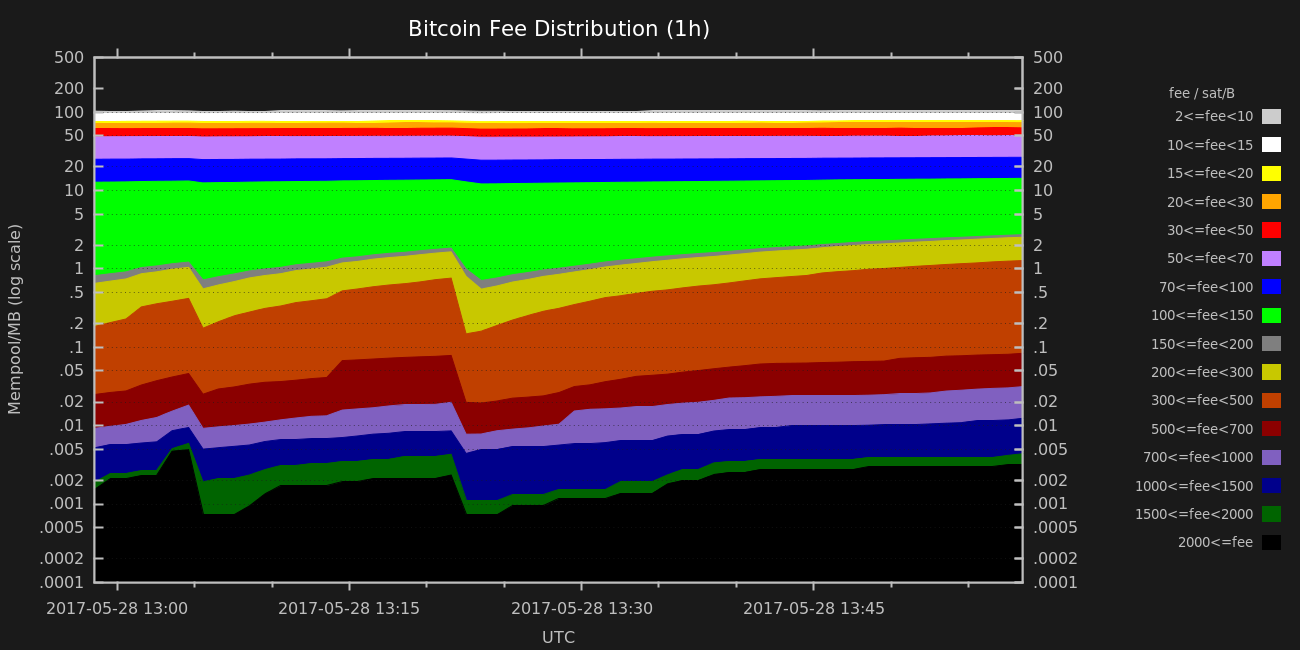 Bitcoin Fee Distribution (1h)
Mempool/MB (log scale)
500
200
100
50
20
10
5
2
1
.5
.2
.1
.05
.02
.01
.005
.002
.001
.0005
.0002
.0001
500
200
100
50
20
10
5
2
1
.5
.2
.1
.05
.02
.01
.005
.002
.001
.0005
.0002
.0001
2017-05-28 13:00
2017-05-28 13:15
2017-05-28 13:30
2017-05-28 13:45
UTC
fee / sat/B
2<=fee<10
10<=fee<15
15<=fee<20
20<=fee<30
30<=fee<50
50<=fee<70
70<=fee<100
100<=fee<150
150<=fee<200
200<=fee<300
300<=fee<500
500<=fee<700
700<=fee<1000
1000<=fee<1500
1500<=fee<2000
2000<=fee